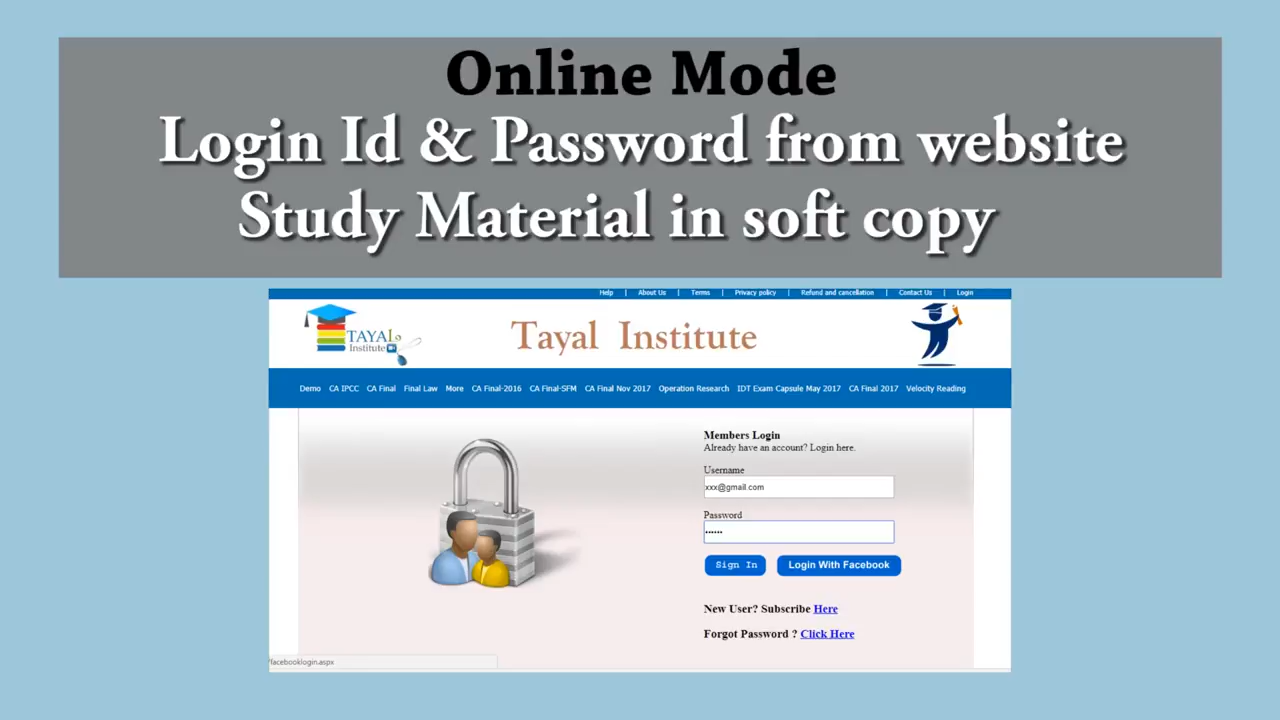 Online Mode
Login Id & Password from website
Study Material in soft copy
Help | About Us | Terms | Privacy policy | Refund and cancellation | Contact Us | Login
TAYAL
Institute
Tayal Institute
Demo CA IPCC CA Final Final Law More CA Final-2016 CA Final-SFM CA Final Nov 2017 Operation Research IDT Exam Capsule May 2017 CA Final 2017 Velocity Reading
Members Login
Already have an account? Login here.
Username
xxx@gmail.com
Password
••••••
Sign In Login With Facebook
New User? Subscribe Here
Forgot Password ? Click Here
/facebooklogin.aspx